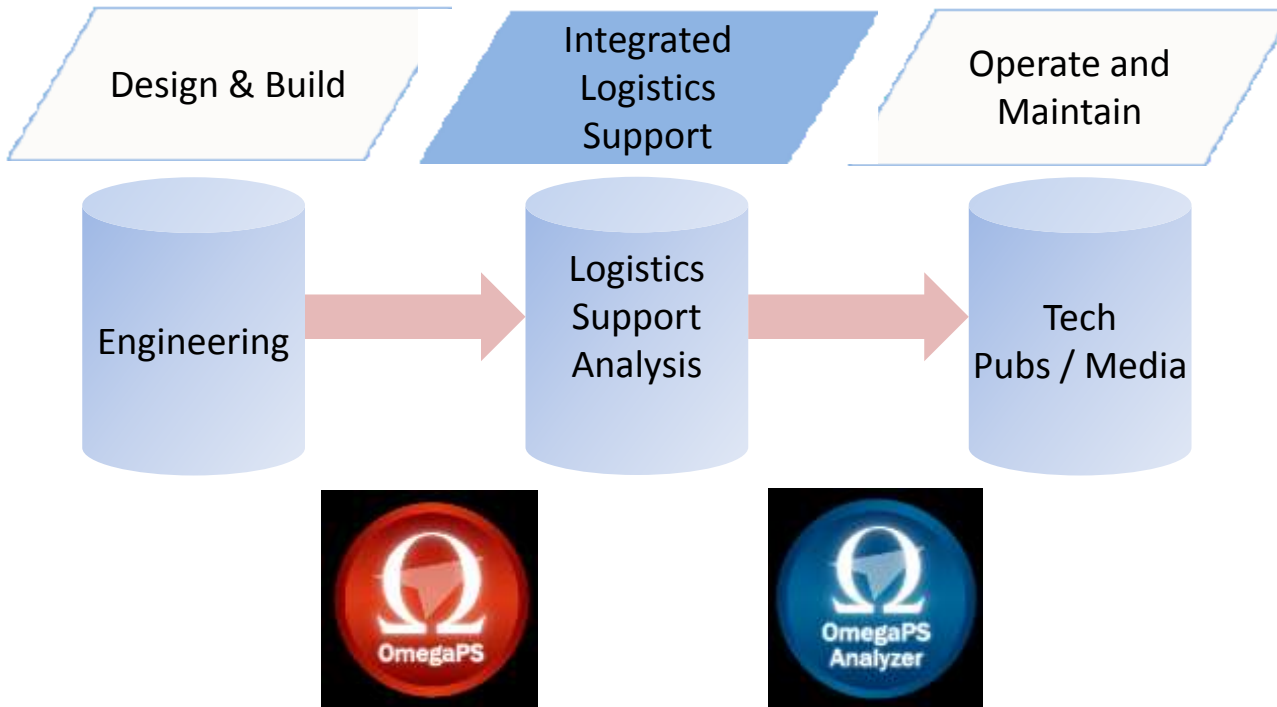 Design & Build
Integrated
Logistics
Support
Operate and
Maintain
Engineering
Logistics
Support
Analysis
Tech
Pubs / Media
Ω
OmegaPS
Ω
OmegaPS
Analyzer